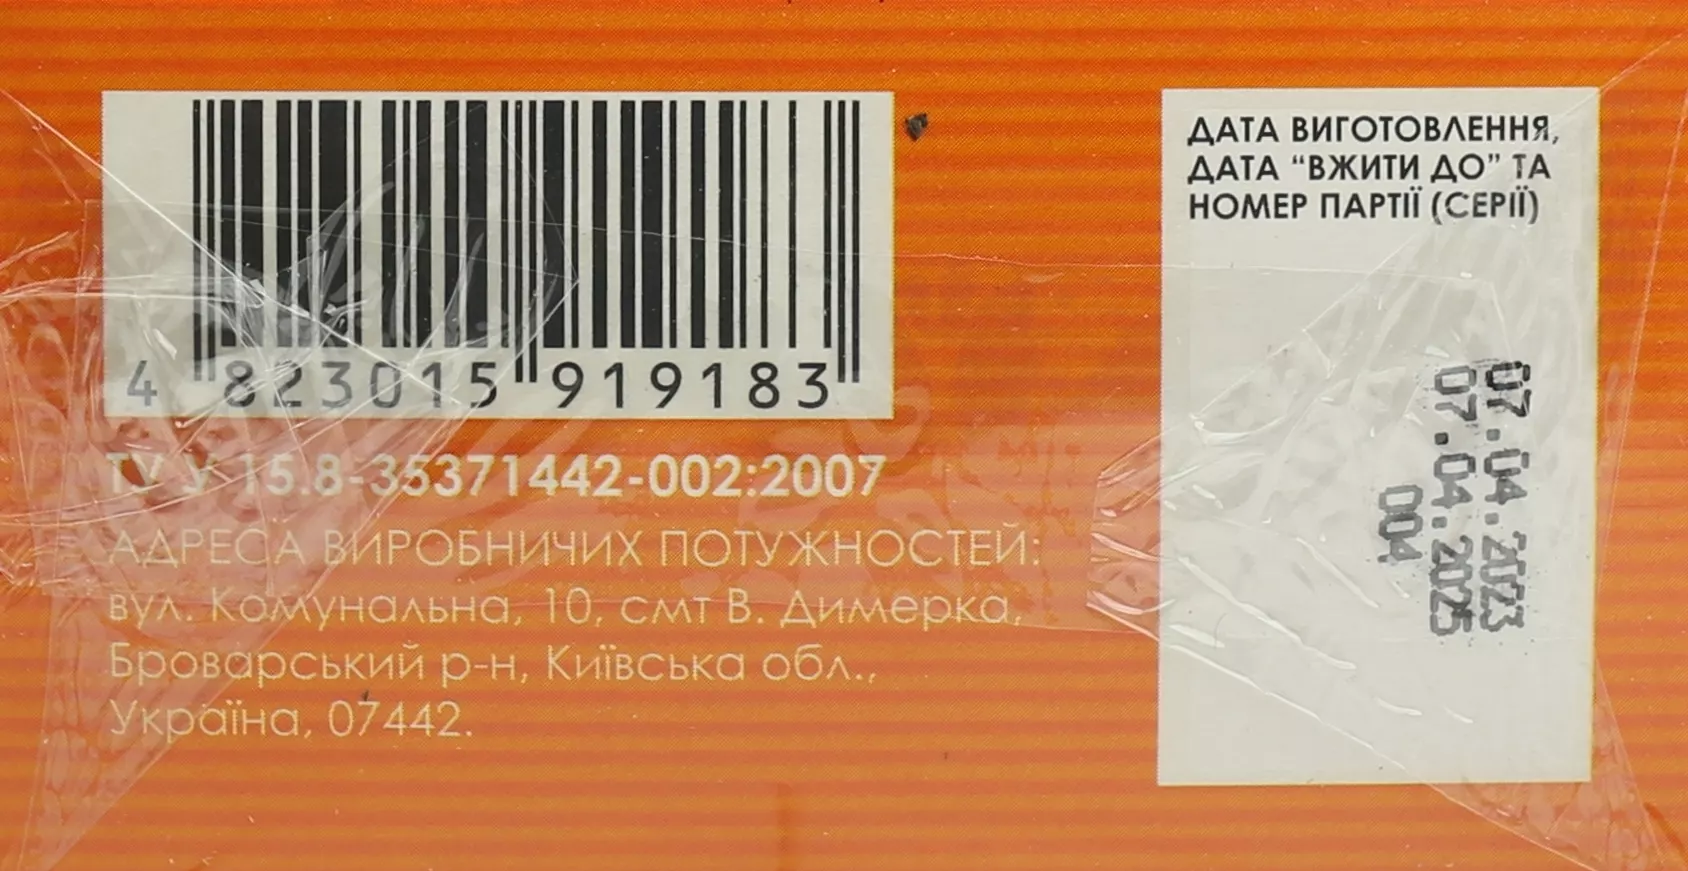 4 823015 919183
ТУ У 15.8-35371442-002:2007
АДРЕСА ВИРОБНИЧИХ ПОТУЖНОСТЕЙ:
вул. Комунальна, 10, смт В. Димерка,
Броварський р-н, Київська обл.,
Україна, 07442.
ДАТА ВИГОТОВЛЕННЯ,
ДАТА “ВЖИТИ ДО” ТА
НОМЕР ПАРТІЇ (СЕРІЇ)
07.04.2023
07.04.2025
004